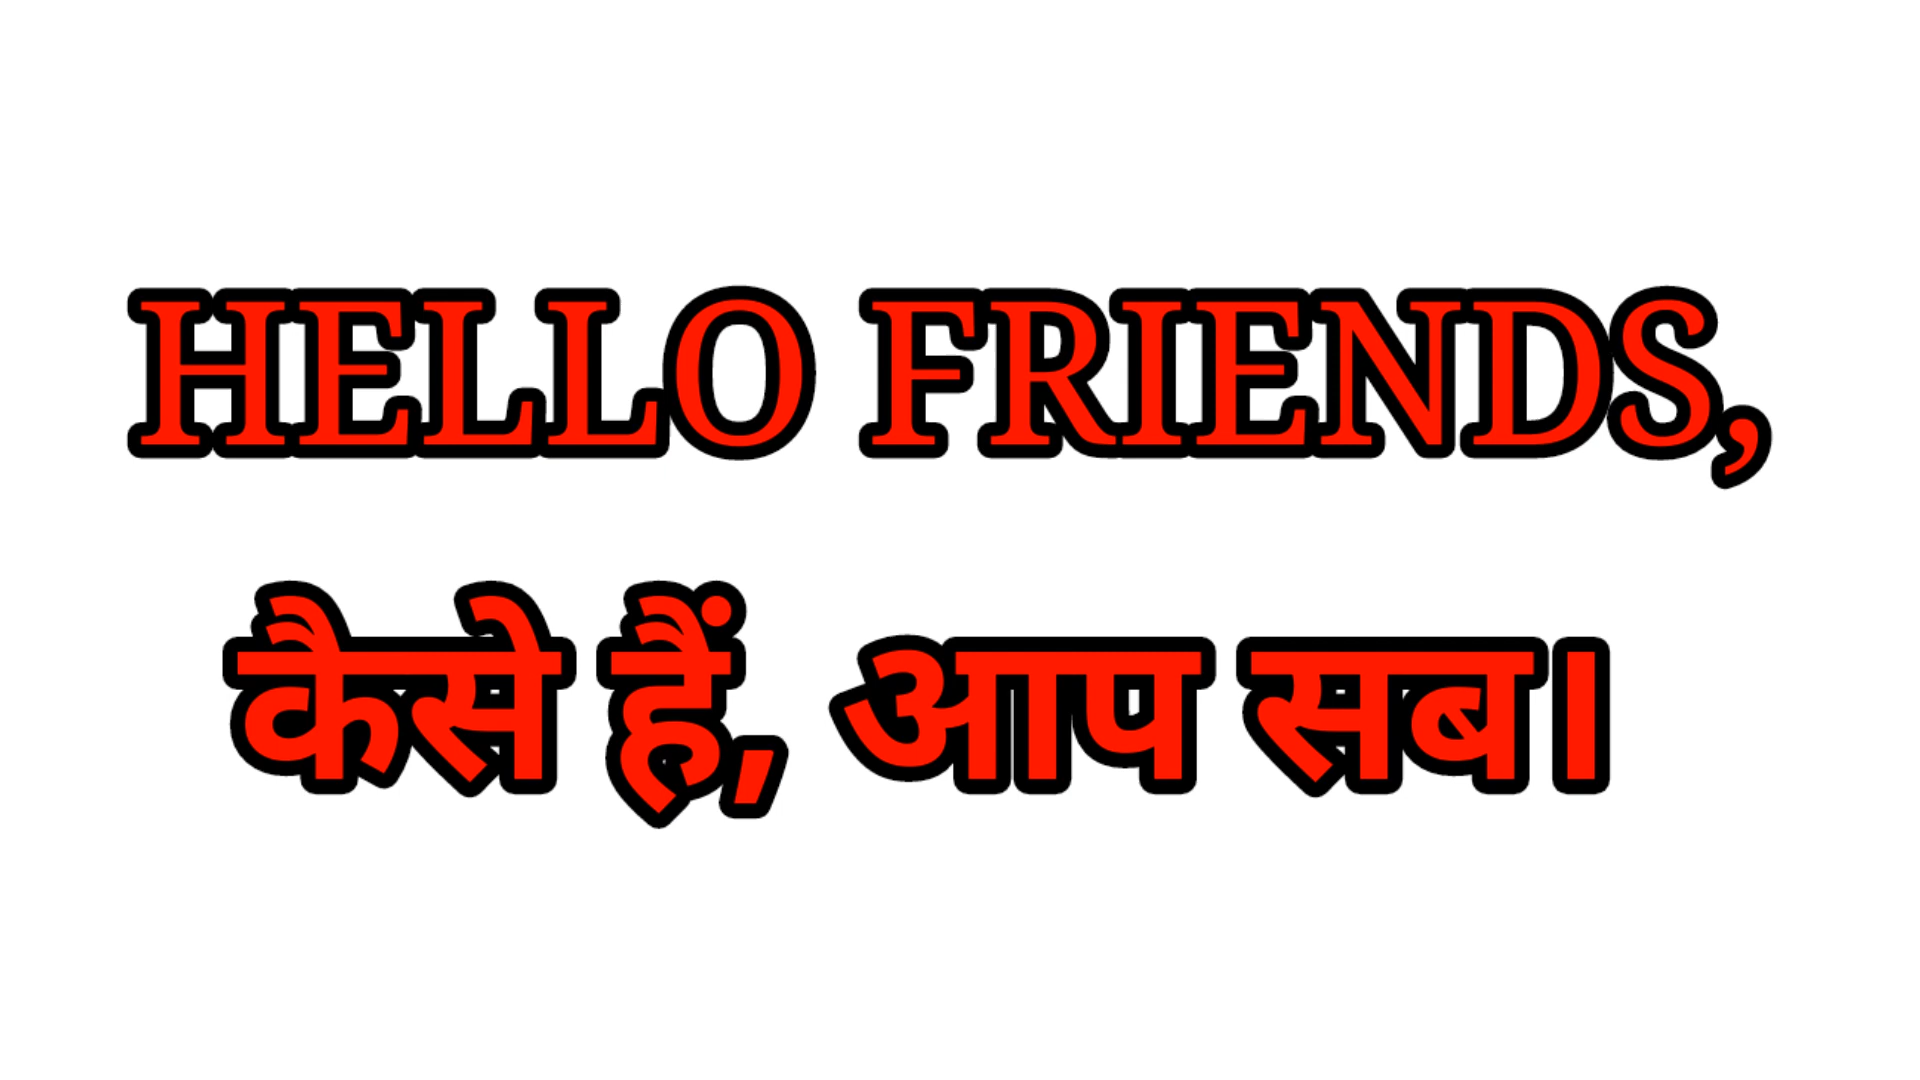 HELLO FRIENDS,
कैसे हैं, आप सब।